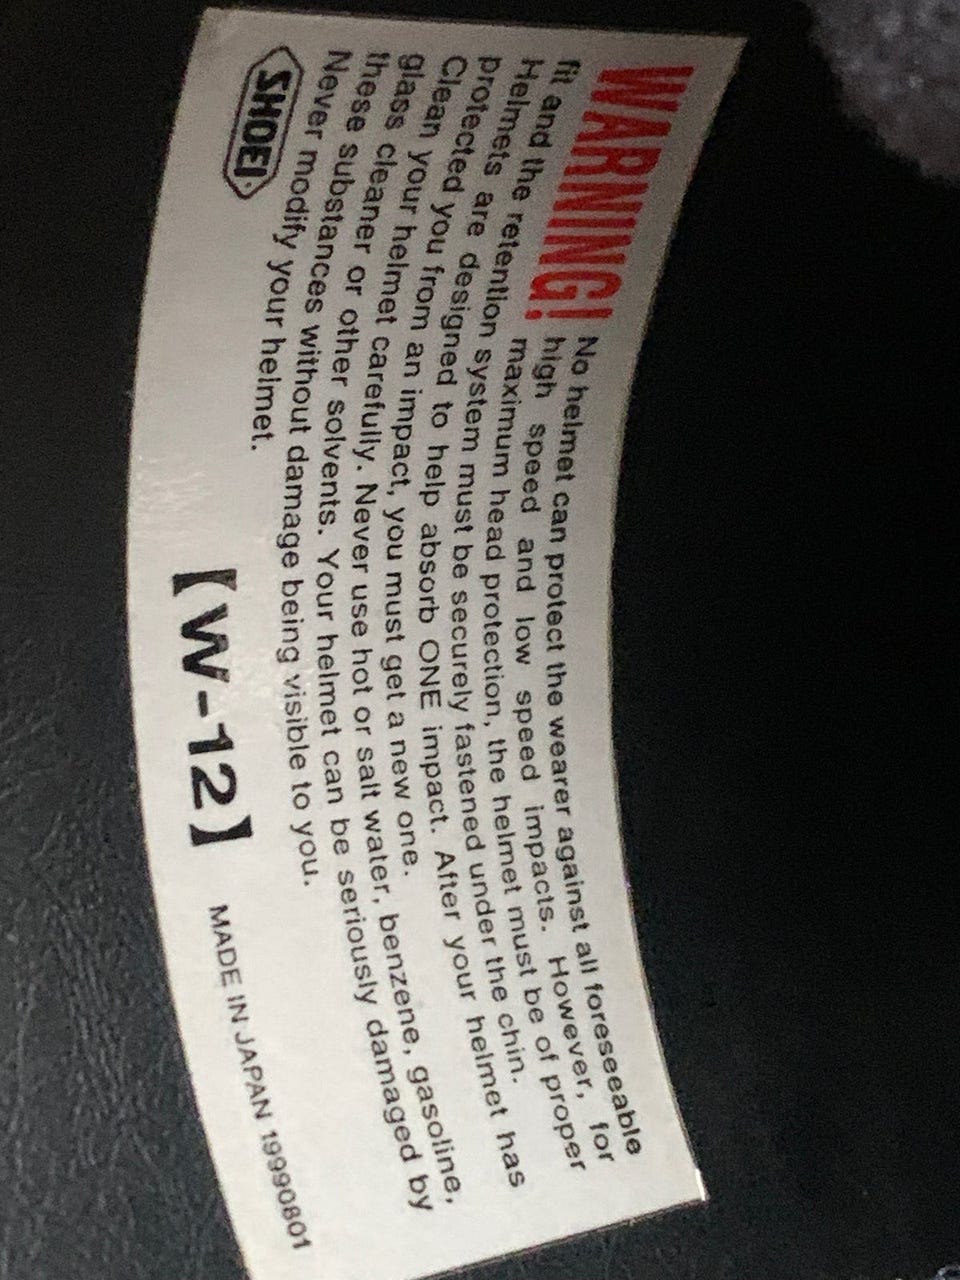 WARNING! No helmet can protect the wearer against all foreseeable
high speed and low speed impacts. However, for
maximum head protection, the helmet must be of proper
fit and the retention system must be securely fastened under the chin.
Helmets are designed to help absorb ONE impact. After your helmet has
protected you from an impact, you must get a new one.
Clean your helmet carefully. Never use hot or salt water, benzene, gasoline,
glass cleaner or other solvents. Your helmet can be seriously damaged by
these substances without damage being visible to you.
Never modify your helmet.
SHOEI 【W-12】 MADE IN JAPAN 19990801